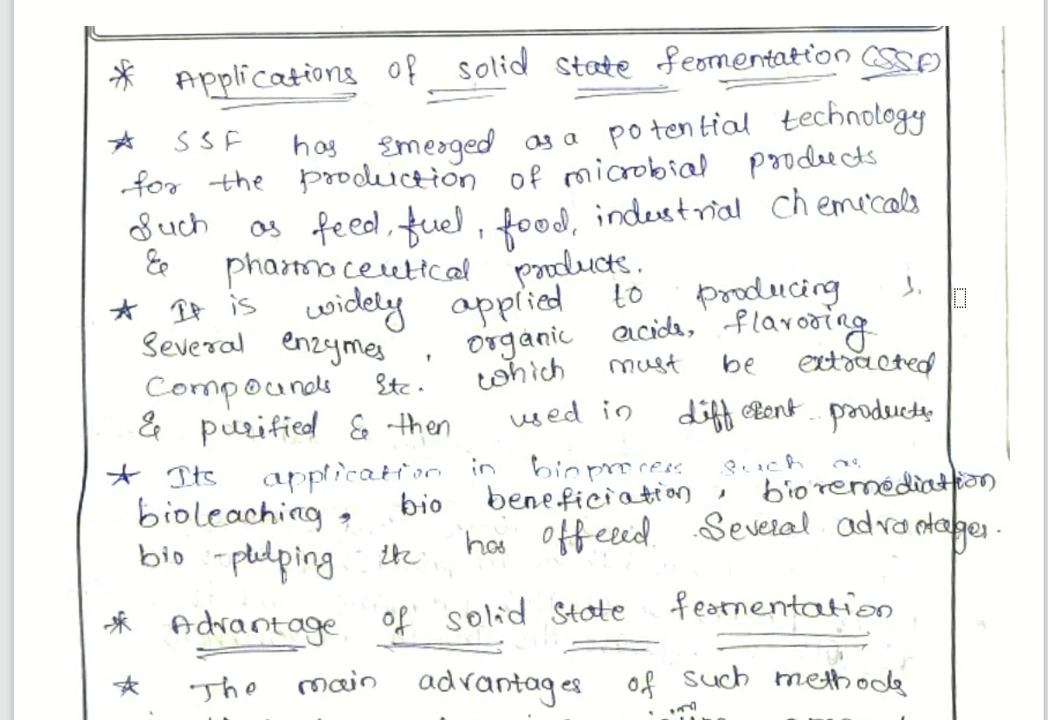 * Applications of solid state fermentation (SSF)
* SSF has Emerged as a potential technology
for the production of microbial products
Such as feed, fuel, food, industrial chemicals
& pharmaceutical products.
* It is widely applied to producing
Several enzymes, organic acids, flavoring
Compounds Etc. which must be extracted
& purified & then used in different products
* Its application in bioprocess such as
bioleaching, bio beneficiation, bioremediation
bio-pulping etc has offered Several advantages.
* Advantage of solid state fermentation
* The main advantages of such methods